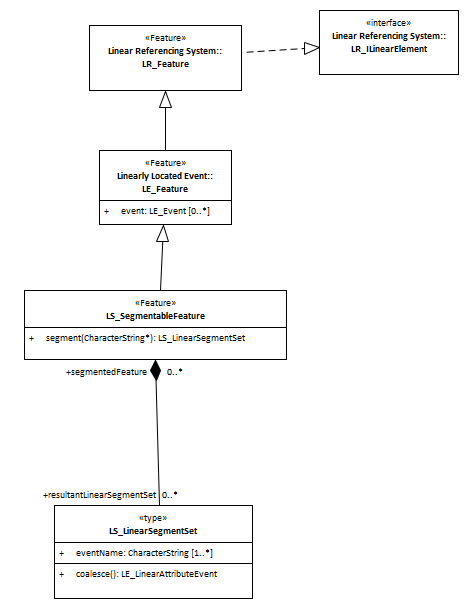 «Feature»
Linear Referencing System::
LR_Feature
«interface»
Linear Referencing System::
LR_ILinearElement
«Feature»
Linearly Located Event::
LE_Feature
+ event: LE_Event [0..*]
«Feature»
LS_SegmentableFeature
+ segment(CharacterString*): LS_LinearSegmentSet
+segmentedFeature 0..*
+resultantLinearSegmentSet 0..*
«type»
LS_LinearSegmentSet
+ eventName: CharacterString [1..*]
+ coalesce(): LE_LinearAttributeEvent